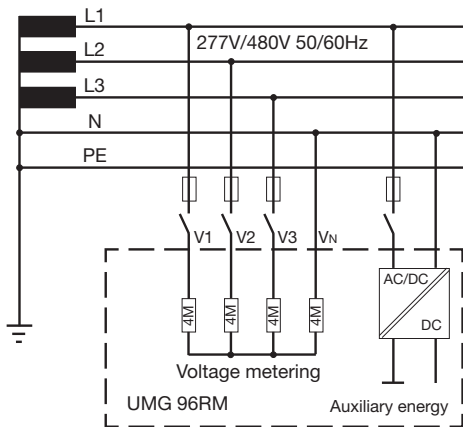 L1
277V/480V 50/60Hz
L2
L3
N
PE
V1 V2 V3 VN
AC/DC
DC
4M 4M 4M 4M
Voltage metering
UMG 96RM
Auxiliary energy